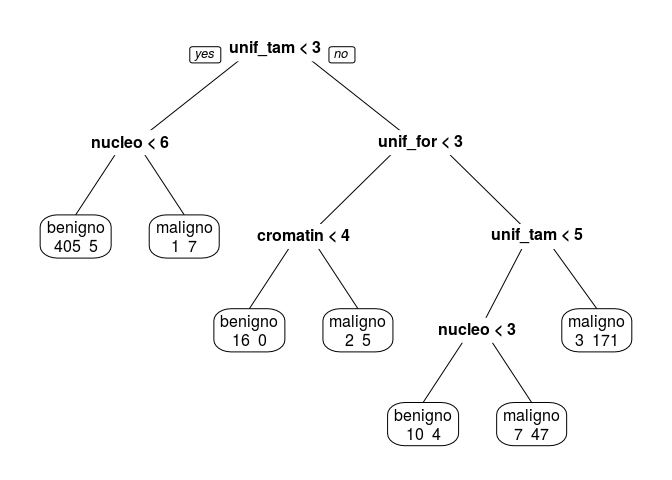 yes unif_tam < 3 no
nucleo < 6 unif_for < 3
benigno maligno cromatin < 4 unif_tam < 5
405 5 1 7
benigno maligno nucleo < 3 maligno
16 0 2 5 3 171
benigno maligno
10 4 7 47